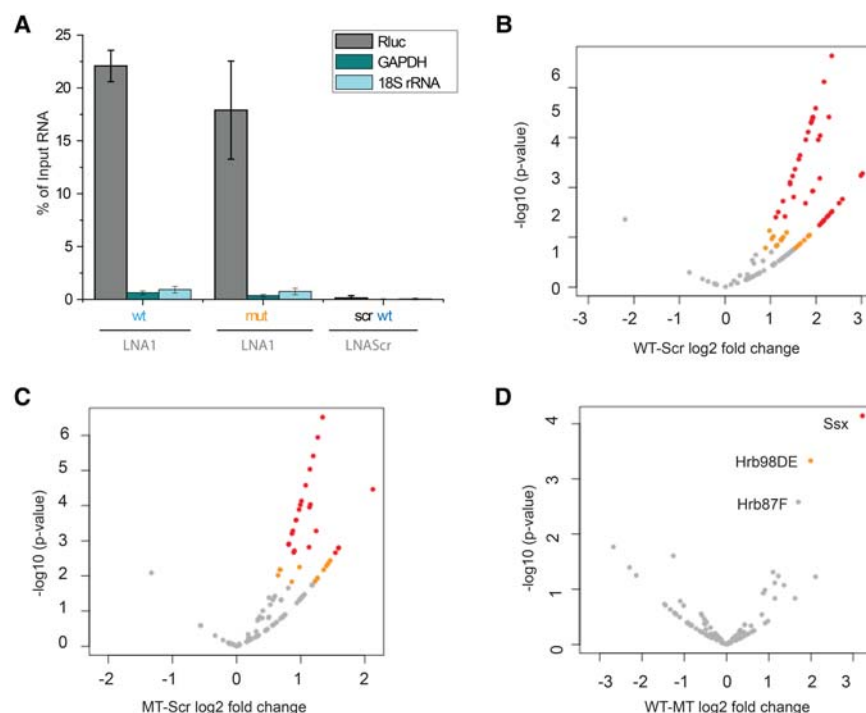 A
% of Input RNA
25
20
15
10
5
0
Rluc
GAPDH
18S rRNA
wt
mut
scr wt
LNA1
LNA1
LNAScr
B
-log10 (p-value)
6
5
4
3
2
1
0
-3 -2 -1 0 1 2 3
WT-Scr log2 fold change
C
-log10 (p-value)
6
5
4
3
2
1
0
-2 -1 0 1 2
MT-Scr log2 fold change
D
-log10 (p-value)
4
3
2
1
0
Ssx
Hrb98DE
Hrb87F
-3 -2 -1 0 1 2 3
WT-MT log2 fold change